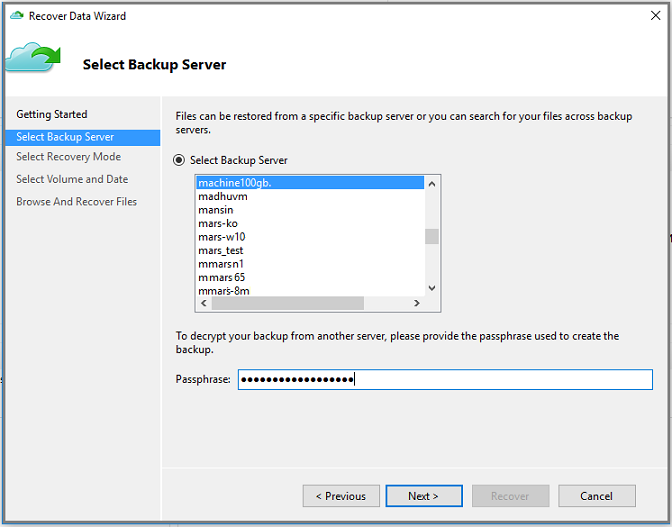 Recover Data Wizard
Select Backup Server
Getting Started
Select Backup Server
Select Recovery Mode
Select Volume and Date
Browse And Recover Files
Files can be restored from a specific backup server or you can search for your files across backup
servers.
Select Backup Server
machine100gb.
madhuvm
mansin
mars-ko
mars-w10
mars_test
mmarsn1
mmars65
mmars-8m
To decrypt your backup from another server, please provide the passphrase used to create the
backup.
Passphrase: ●●●●●●●●●●●●●●●●●●
< Previous
Next >
Recover
Cancel